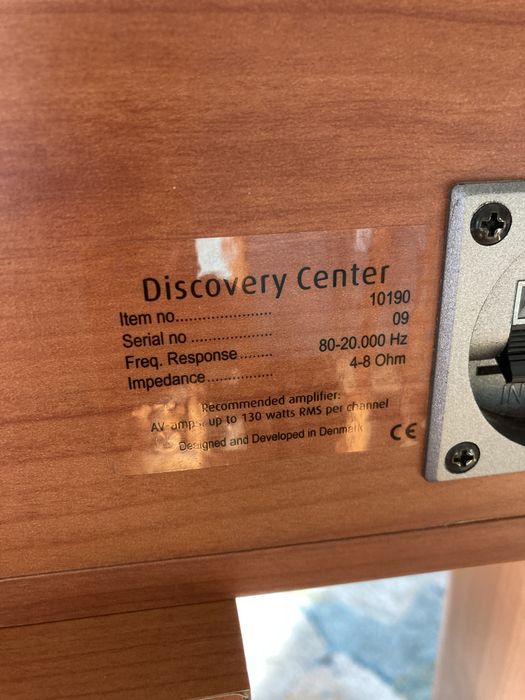 Discovery Center
Item no...................... 10190
Serial no ................... 09
Freq. Response ........ 80-20.000 Hz
Impedance................ 4-8 Ohm
Recommended amplifier:
AV-amps: up to 130 watts RMS per channel
Designed and Developed in Denmark CE
IN